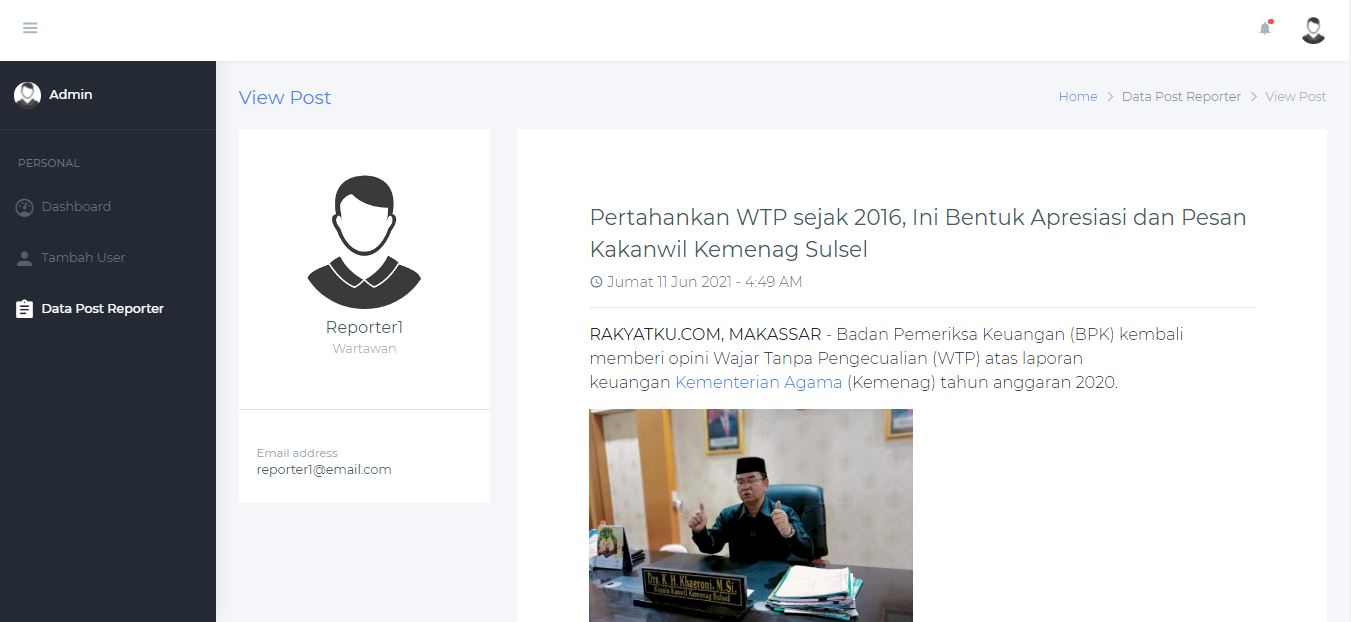 Admin
PERSONAL
Dashboard
Tambah User
Data Post Reporter
View Post
Home > Data Post Reporter > View Post
Reporter1
Wartawan
Email address
reporter1@email.com
Pertahankan WTP sejak 2016, Ini Bentuk Apresiasi dan Pesan
Kakanwil Kemenag Sulsel
Jumat 11 Jun 2021 - 4:49 AM
RAKYATKU.COM, MAKASSAR - Badan Pemeriksa Keuangan (BPK) kembali
memberi opini Wajar Tanpa Pengecualian (WTP) atas laporan
keuangan Kementerian Agama (Kemenag) tahun anggaran 2020.
Drs. K. H. Khaeroni, M.Si,
Kepala Kanwil Kemenag Sulsel